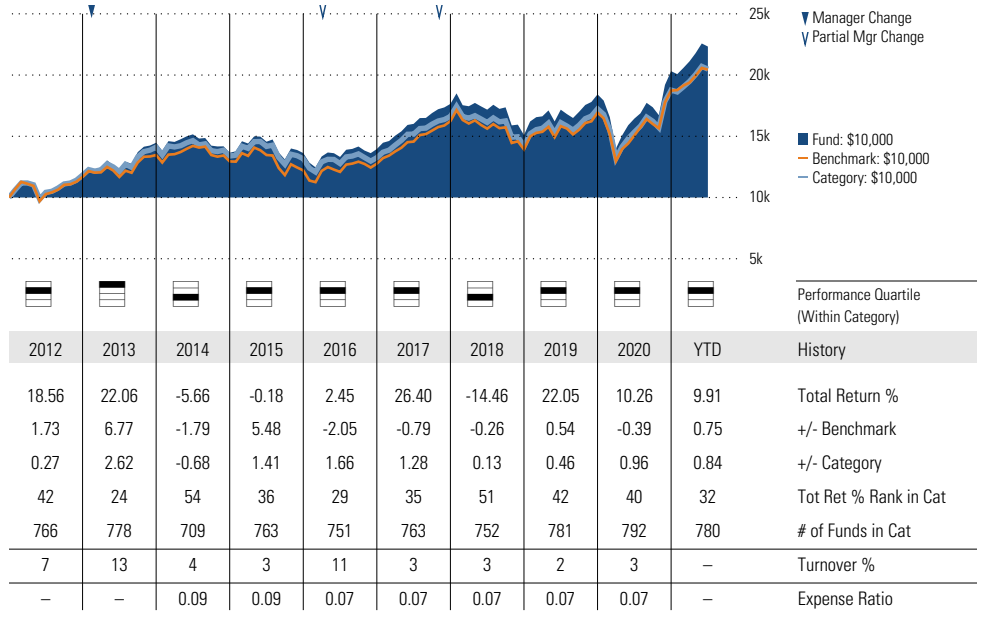 25k
Manager Change
Partial Mgr Change
20k
15k
Fund: $10,000
Benchmark: $10,000
Category: $10,000
10k
5k
Performance Quartile
(Within Category)
2012 2013 2014 2015 2016 2017 2018 2019 2020 YTD History
18.56 22.06 -5.66 -0.18 2.45 26.40 -14.46 22.05 10.26 9.91 Total Return %
1.73 6.77 -1.79 5.48 -2.05 -0.79 -0.26 0.54 -0.39 0.75 +/- Benchmark
0.27 2.62 -0.68 1.41 1.66 1.28 0.13 0.46 0.96 0.84 +/- Category
42 24 54 36 29 35 51 42 40 32 Tot Ret % Rank in Cat
766 778 709 763 751 763 752 781 792 780 # of Funds in Cat
7 13 4 3 11 3 3 2 3 – Turnover %
– – 0.09 0.09 0.07 0.07 0.07 0.07 0.07 – Expense Ratio